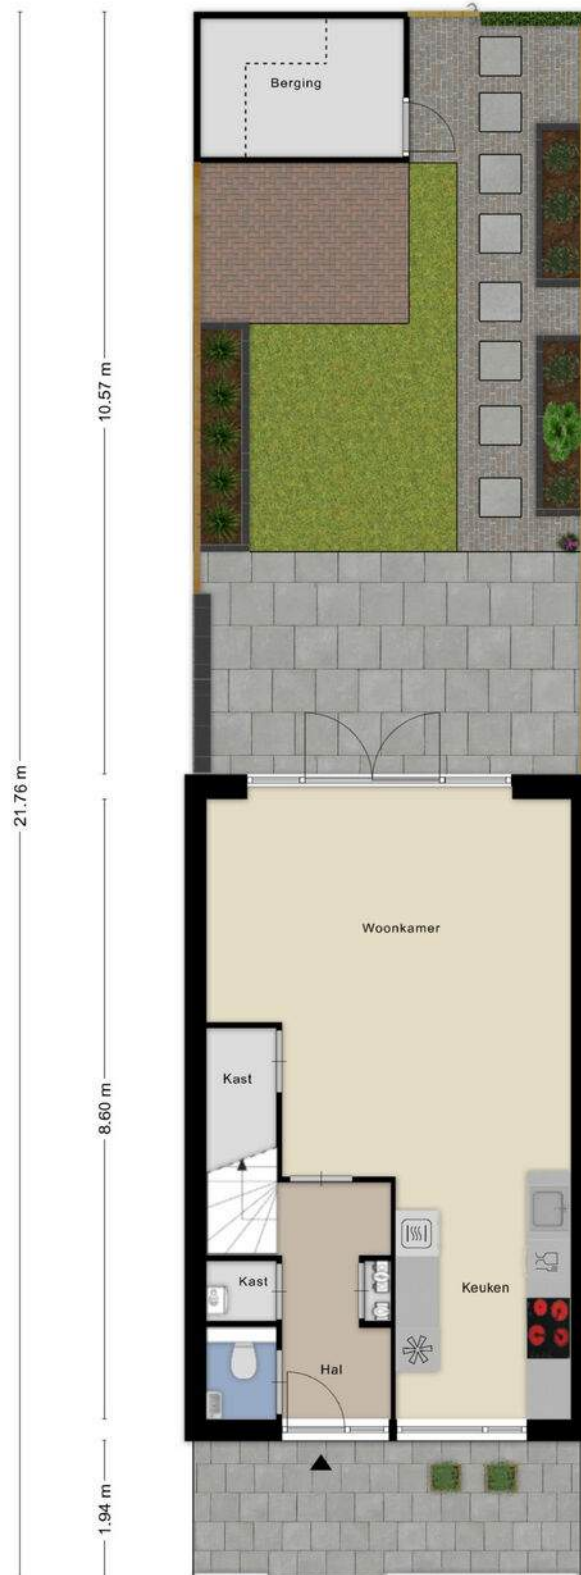 Berging
10.57 m
21.76 m
Woonkamer
Kast
8.60 m
Kast
Keuken
Hal
1.94 m